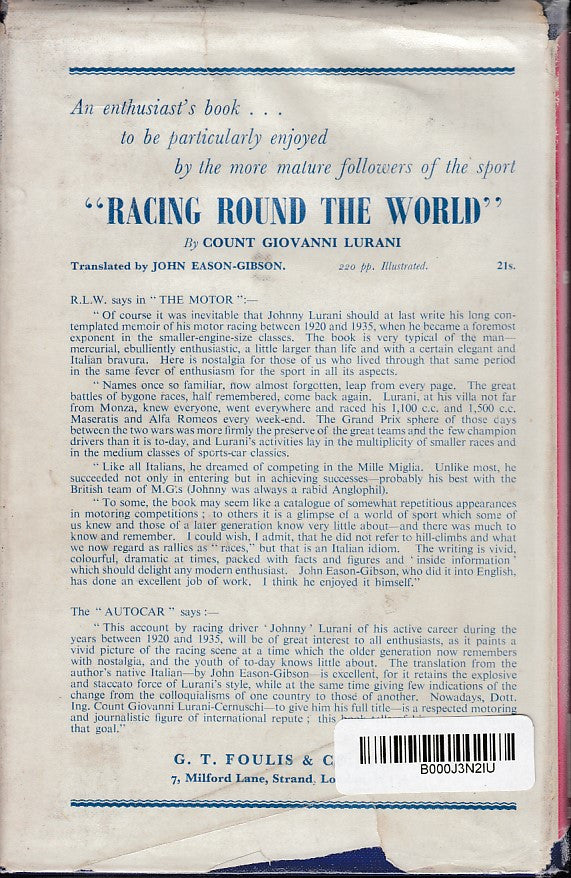 An enthusiast's book . . .
to be particularly enjoyed
by the more mature followers of the sport
"RACING ROUND THE WORLD"
By COUNT GIOVANNI LURANI
Translated by JOHN EASON-GIBSON. 220 pp. Illustrated. 21s.
R.L.W. says in " THE MOTOR ":—
" Of course it was inevitable that Johnny Lurani should at last write his long con-
templated memoir of his motor racing between 1920 and 1935, when he became a foremost
exponent in the smaller-engine-size classes. The book is very typical of the man—
mercurial, ebulliently enthusiastic, a little larger than life and with a certain elegant and
Italian bravura. Here is nostalgia for those of us who lived through that same period
in the same fever of enthusiasm for the sport in all its aspects.
" Names once so familiar, now almost forgotten, leap from every page. The great
battles of bygone races, half remembered, come back again. Lurani, at his villa not far
from Monza, knew everyone, went everywhere and raced his 1,100 c.c. and 1,500 c.c.
Maseratis and Alfa Romeos every week-end. The Grand Prix sphere of those days
between the two wars was more firmly the preserve of the great teams and the few champion
drivers than it is to-day, and Lurani's activities lay in the multiplicity of smaller races and
in the medium classes of sports-car classics.
" Like all Italians, he dreamed of competing in the Mille Miglia. Unlike most, he
succeeded not only in entering but in achieving successes—probably his best with the
British team of M.G.s (Johnny was always a rabid Anglophil).
" To some, the book may seem like a catalogue of somewhat repetitious appearances
in motoring competitions ; to others it is a glimpse of a world of sport which some of
us knew and those of a later generation know very little about—and there was much to
know and remember. I could wish, I admit, that he did not refer to hill-climbs and what
we now regard as rallies as " races," but that is an Italian idiom. The writing is vivid,
colourful, dramatic at times, packed with facts and figures and ' inside information '
which should delight any modern enthusiast. John Eason-Gibson, who did it into English,
has done an excellent job of work. I think he enjoyed it himself."
The " AUTOCAR " says :—
" This account by racing driver ' Johnny ' Lurani of his active career during the
years between 1920 and 1935, will be of great interest to all enthusiasts, as it paints a
vivid picture of the racing scene at a time which the older generation now remembers
with nostalgia, and the youth of to-day knows little about. The translation from the
author's native Italian—by John Eason-Gibson—is excellent, for it retains the explosive
and staccato force of Lurani's style, while at the same time giving few indications of the
change from the colloquialisms of one country to those of another. Nowadays, Dott.
Ing. Count Giovanni Lurani-Cernuschi—to give him his full title—is a respected motoring
and journalistic figure of international repute ; this book tells of
that goal."
G. T. FOULIS & C
7, Milford Lane, Strand, Lo
B000J3N2IU